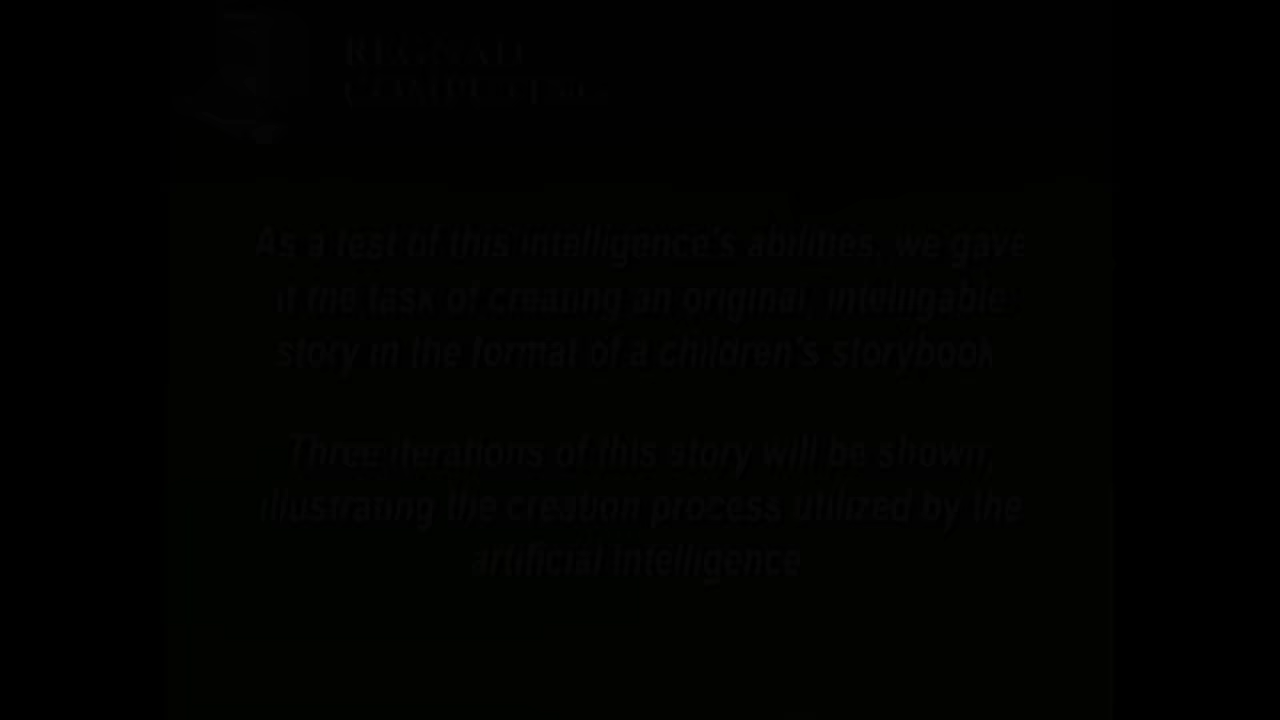 COMPUTING
As a test of this intelligence's abilities, we gave
it the task of creating an original, intelligable
story in the format of a children's storybook
Three iterations of this story will be shown,
illustrating the creation process utilized by the
artificial intelligence